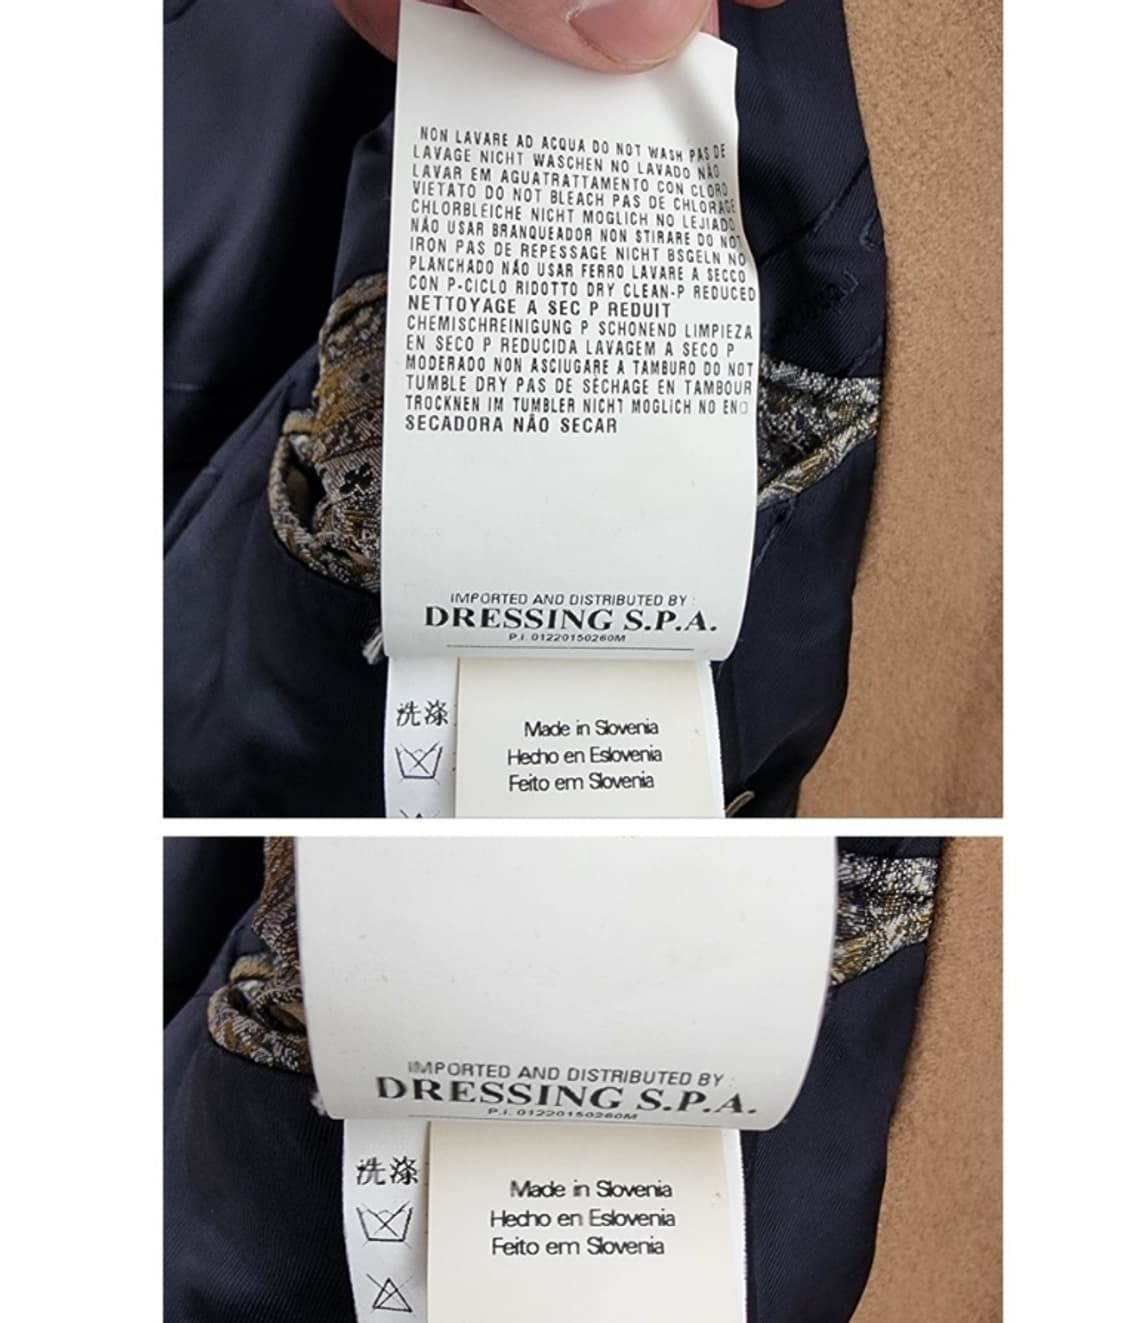 NON LAVARE AD ACQUA DO NOT WASH PAS DE
LAVAGE NICHT WASCHEN NO LAVADO NÃO
LAVAR EM AGUATRATTAMENTO CON CLORO
VIETATO DO NOT BLEACH PAS DE CHLORAGE
CHLORBLEICHE NICHT MOGLICH NO LEJIADO
NÃO USAR BRANQUEADOR NON STIRARE DO NOT
IRON PAS DE REPESSAGE NICHT BSGELN NO
PLANCHADO NÃO USAR FERRO LAVARE A SECCO
CON P-CICLO RIDOTTO DRY CLEAN-P REDUCED
NETTOYAGE A SEC P REDUIT
CHEMISCHREINIGUNG P SCHONEND LIMPIEZA
EN SECO P REDUCIDA LAVAGEM A SECO P
MODERADO NON ASCIUGARE A TAMBURO DO NOT
TUMBLE DRY PAS DE SÈCHAGE EN TAMBOUR
TROCKNEN IM TUMBLER NICHT MOGLICH NO EN
SECADORA NÃO SECAR
IMPORTED AND DISTRIBUTED BY :
DRESSING S.P.A.
P.I. 01220150260M
洗涤
Made in Slovenia
Hecho en Eslovenia
Feito em Slovenia
IMPORTED AND DISTRIBUTED BY :
DRESSING S.P.A.
P.I. 01220150260M
洗涤
Made in Slovenia
Hecho en Eslovenia
Feito em Slovenia